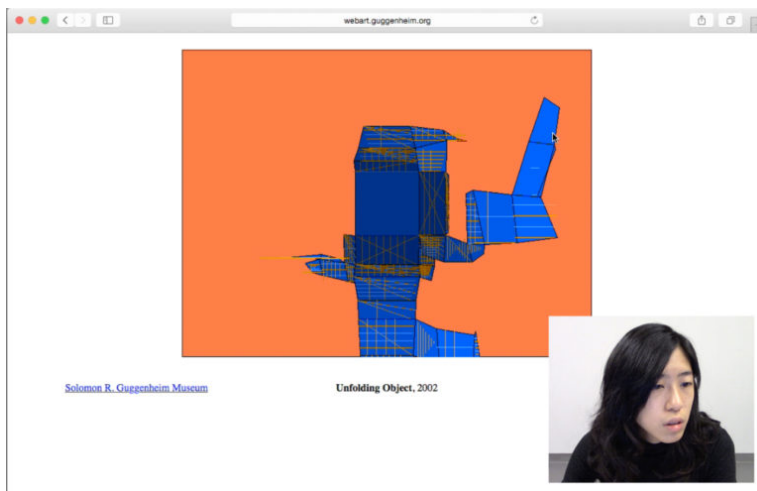 webart.guggenheim.org
Solomon R. Guggenheim Museum
Unfolding Object, 2002